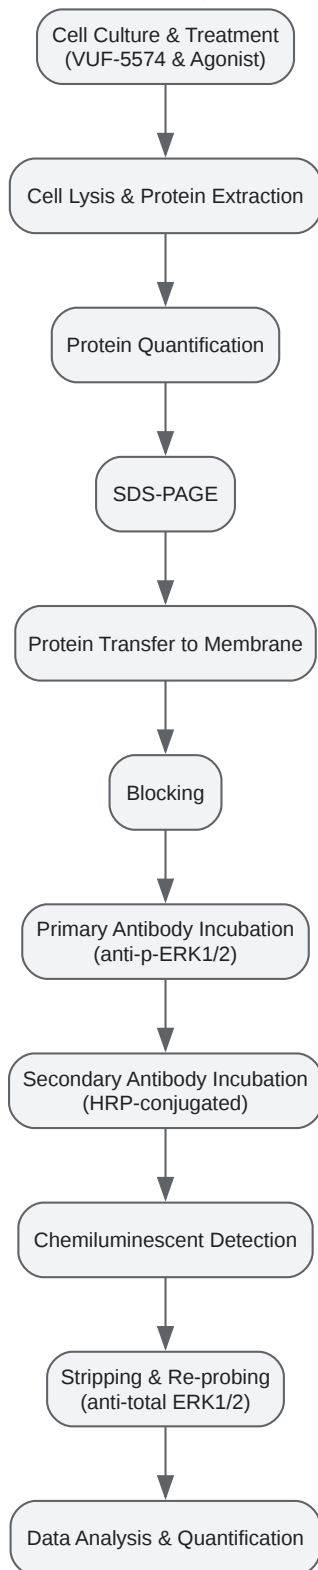 Cell Culture & Treatment
(VUF-5574 & Agonist)
Cell Lysis & Protein Extraction
Protein Quantification
SDS-PAGE
Protein Transfer to Membrane
Blocking
Primary Antibody Incubation
(anti-p-ERK1/2)
Secondary Antibody Incubation
(HRP-conjugated)
Chemiluminescent Detection
Stripping & Re-probing
(anti-total ERK1/2)
Data Analysis & Quantification